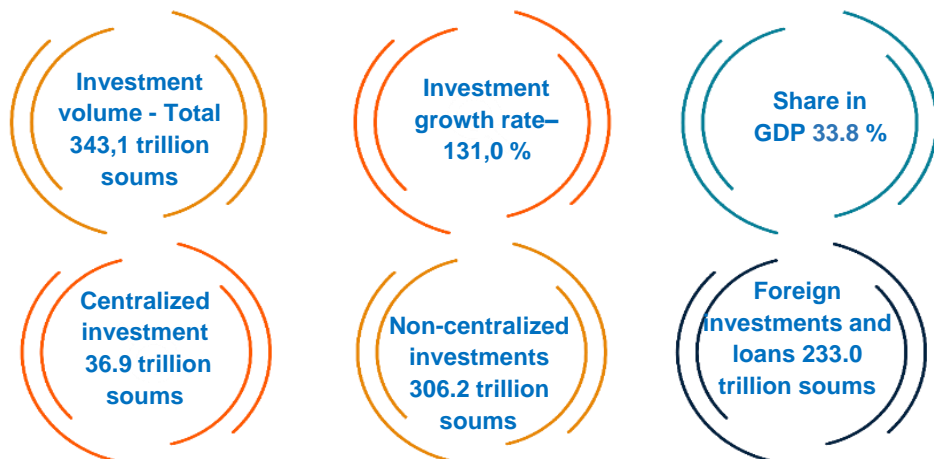 Investment
volume - Total
343,1 trillion
soums
Investment
growth rate–
131,0 %
Share in
GDP 33.8 %
Centralized
investment
36.9 trillion
soums
Non-centralized
investments
306.2 trillion
soums
Foreign
investments and
loans 233.0
trillion soums